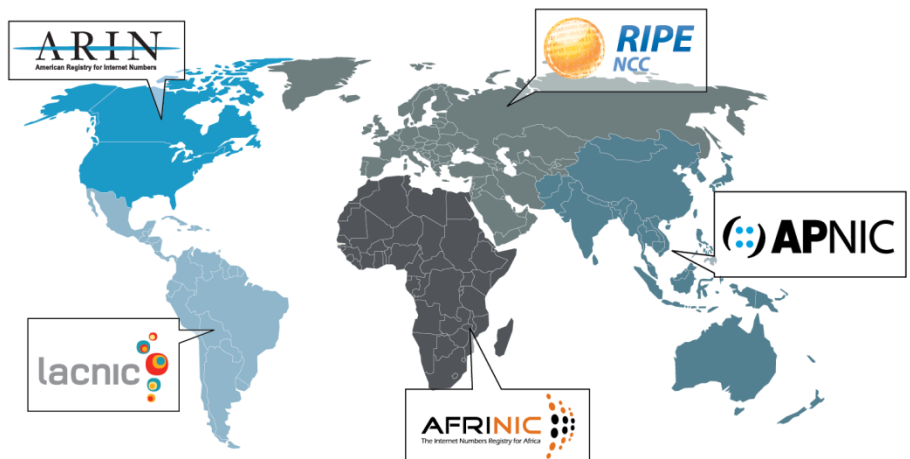 ARIN
American Registry for Internet Numbers
RIPE
NCC
APNIC
lacnic
AFRINIC
The Internet Numbers Registry for Africa